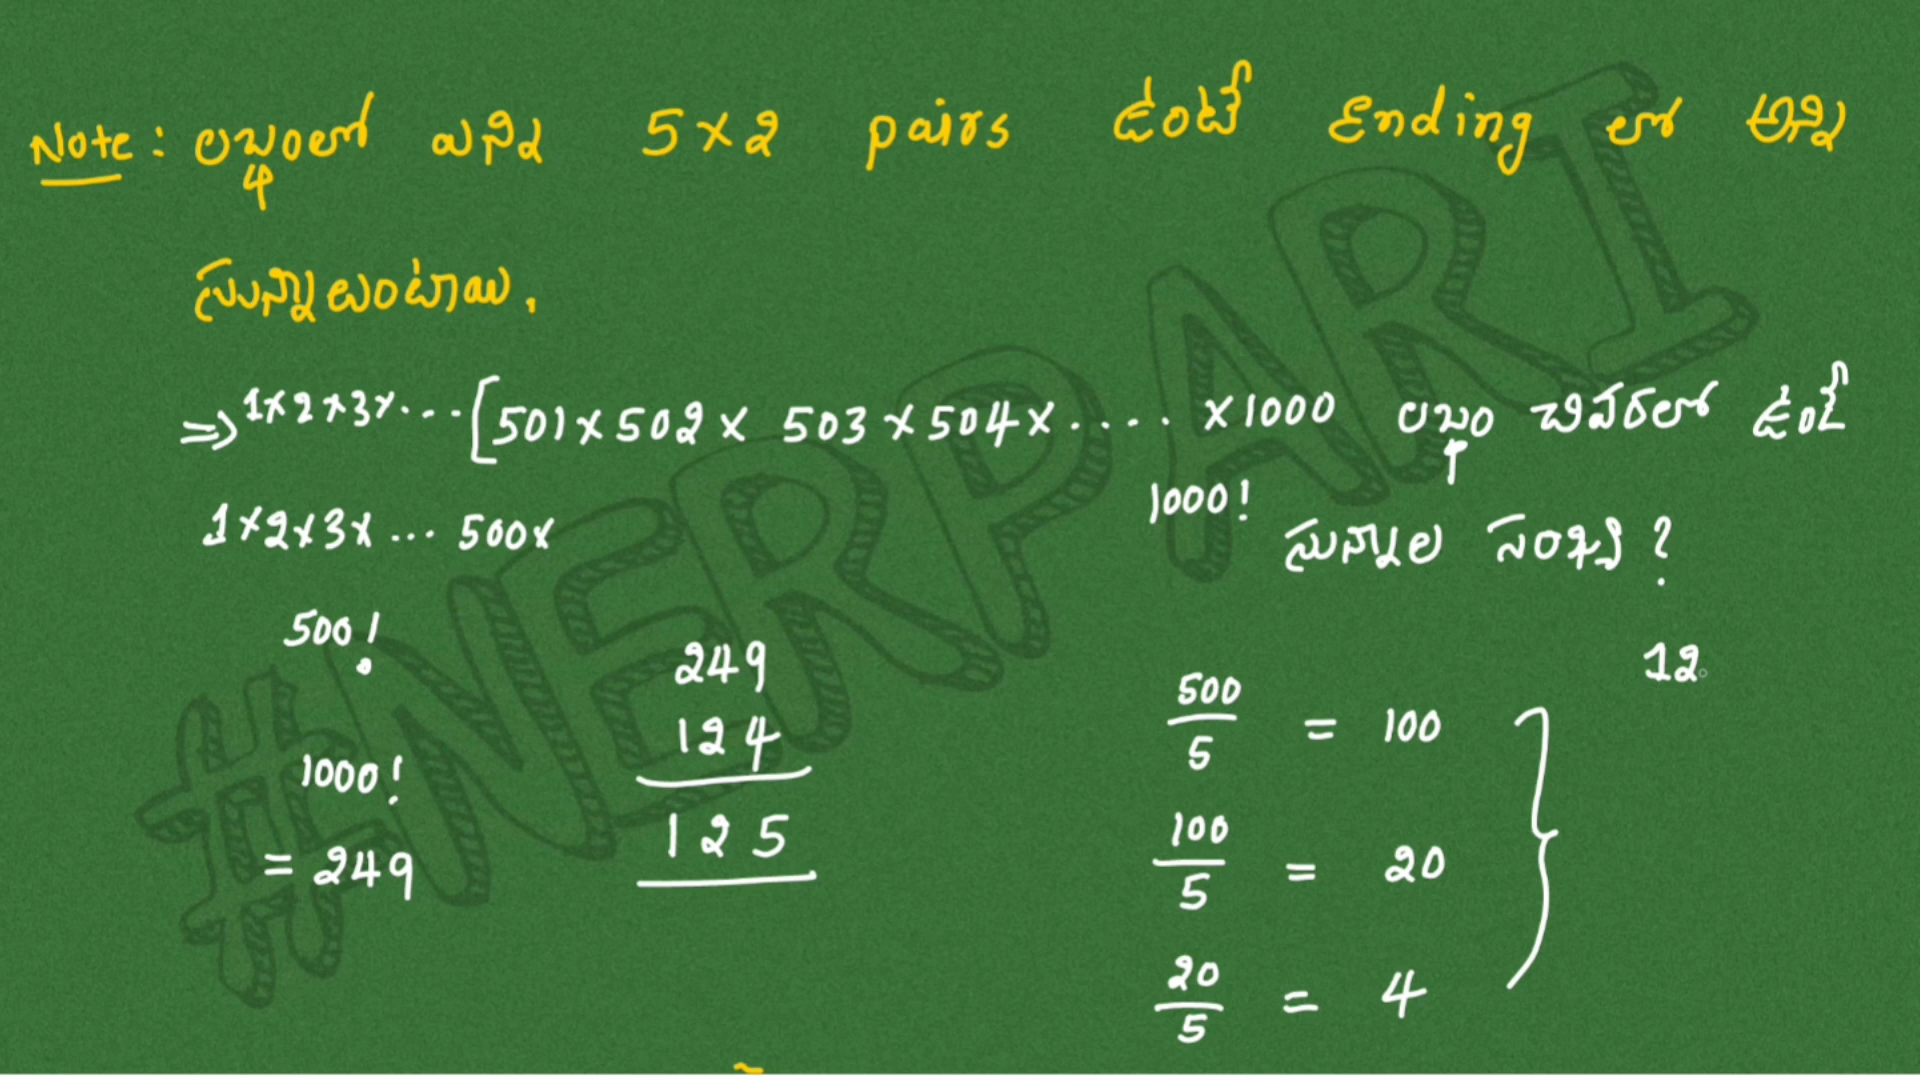 Note: లబ్ధంలో ఎన్ని 5×2 pairs ఉంటే Ending లో అన్ని
సున్నాలుంటాయి.
⇒ 1×2×3×...[501×502× 503×504×.... ×1000 లబ్ధం చివరలో ఉండే
1×2×3×... 500× 1000! సున్నాల సంఖ్య?
500!
1000!
= 249
249
124
125
500/5 = 100
100/5 = 20
20/5 = 4
12
#NERPARI